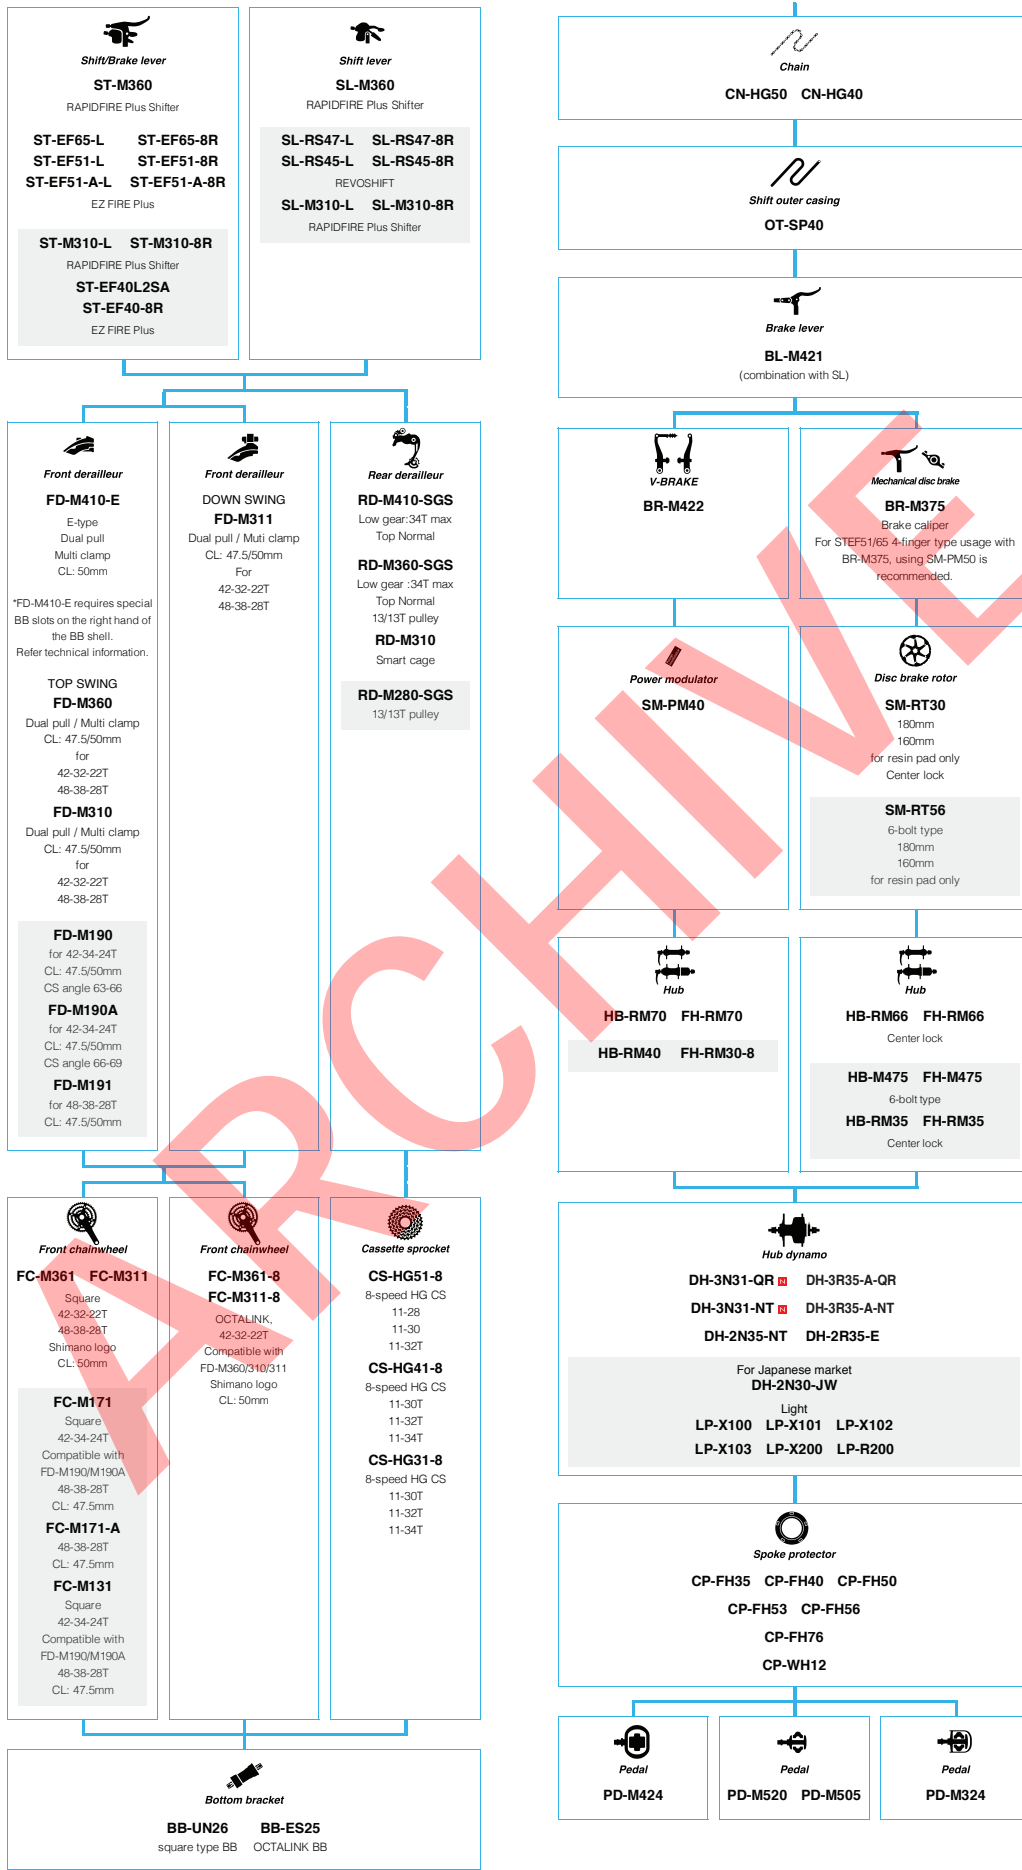 Shift/Brake lever
ST-M360
RAPIDFIRE Plus Shifter
ST-EF65-L ST-EF65-8R
ST-EF51-L ST-EF51-8R
ST-EF51-A-L ST-EF51-A-8R
EZ FIRE Plus
ST-M310-L ST-M310-8R
RAPIDFIRE Plus Shifter
ST-EF40L2SA
ST-EF40-8R
EZ FIRE Plus
Shift lever
SL-M360
RAPIDFIRE Plus Shifter
SL-RS47-L SL-RS47-8R
SL-RS45-L SL-RS45-8R
REVOSHIFT
SL-M310-L SL-M310-8R
RAPIDFIRE Plus Shifter
Front derailleur
FD-M410-E
E-type
Dual pull
Multi clamp
CL: 50mm
*FD-M410-E requires special
BB slots on the right hand of
the BB shell.
Refer technical information.
TOP SWING
FD-M360
Dual pull / Multi clamp
CL: 47.5/50mm
for
42-32-22T
48-38-28T
FD-M310
Dual pull / Multi clamp
CL: 47.5/50mm
for
42-32-22T
48-38-28T
FD-M190
for 42-34-24T
CL: 47.5/50mm
CS angle 63-66
FD-M190A
for 42-34-24T
CL: 47.5/50mm
CS angle 66-69
FD-M191
for 48-38-28T
CL: 47.5/50mm
Front derailleur
DOWN SWING
FD-M311
Dual pull / Muti clamp
CL: 47.5/50mm
For
42-32-22T
48-38-28T
Rear derailleur
RD-M410-SGS
Low gear:34T max
Top Normal
RD-M360-SGS
Low gear :34T max
Top Normal
13/13T pulley
RD-M310
Smart cage
RD-M280-SGS
13/13T pulley
Front chainwheel
FC-M361 FC-M311
Square
42-32-22T
48-38-28T
Shimano logo
CL: 50mm
FC-M171
Square
42-34-24T
Compatible with
FD-M190/M190A
48-38-28T
CL: 47.5mm
FC-M171-A
48-38-28T
CL: 47.5mm
FC-M131
Square
42-34-24T
Compatible with
FD-M190/M190A
48-38-28T
CL: 47.5mm
Front chainwheel
FC-M361-8
FC-M311-8
OCTALINK,
42-32-22T
Compatible with
FD-M360/310/311
Shimano logo
CL: 50mm
Cassette sprocket
CS-HG51-8
8-speed HG CS
11-28
11-30
11-32T
CS-HG41-8
8-speed HG CS
11-30T
11-32T
11-34T
CS-HG31-8
8-speed HG CS
11-30T
11-32T
11-34T
Bottom bracket
BB-UN26 BB-ES25
square type BB OCTALINK BB
Chain
CN-HG50 CN-HG40
Shift outer casing
OT-SP40
Brake lever
BL-M421
(combination with SL)
V-BRAKE
BR-M422
Mechanical disc brake
BR-M375
Brake caliper
For STEF51/65 4-finger type usage with
BR-M375, using SM-PM50 is
recommended.
Power modulator
SM-PM40
Disc brake rotor
SM-RT30
180mm
160mm
for resin pad only
Center lock
SM-RT56
6-bolt type
180mm
160mm
for resin pad only
Hub
HB-RM70 FH-RM70
HB-RM40 FH-RM30-8
Hub
HB-RM66 FH-RM66
Center lock
HB-M475 FH-M475
6-bolt type
HB-RM35 FH-RM35
Center lock
Hub dynamo
DH-3N31-QR N DH-3R35-A-QR
DH-3N31-NT N DH-3R35-A-NT
DH-2N35-NT DH-2R35-E
For Japanese market
DH-2N30-JW
Light
LP-X100 LP-X101 LP-X102
LP-X103 LP-X200 LP-R200
Spoke protector
CP-FH35 CP-FH40 CP-FH50
CP-FH53 CP-FH56
CP-FH76
CP-WH12
Pedal
PD-M424
Pedal
PD-M520 PD-M505
Pedal
PD-M324
ARCHIVE